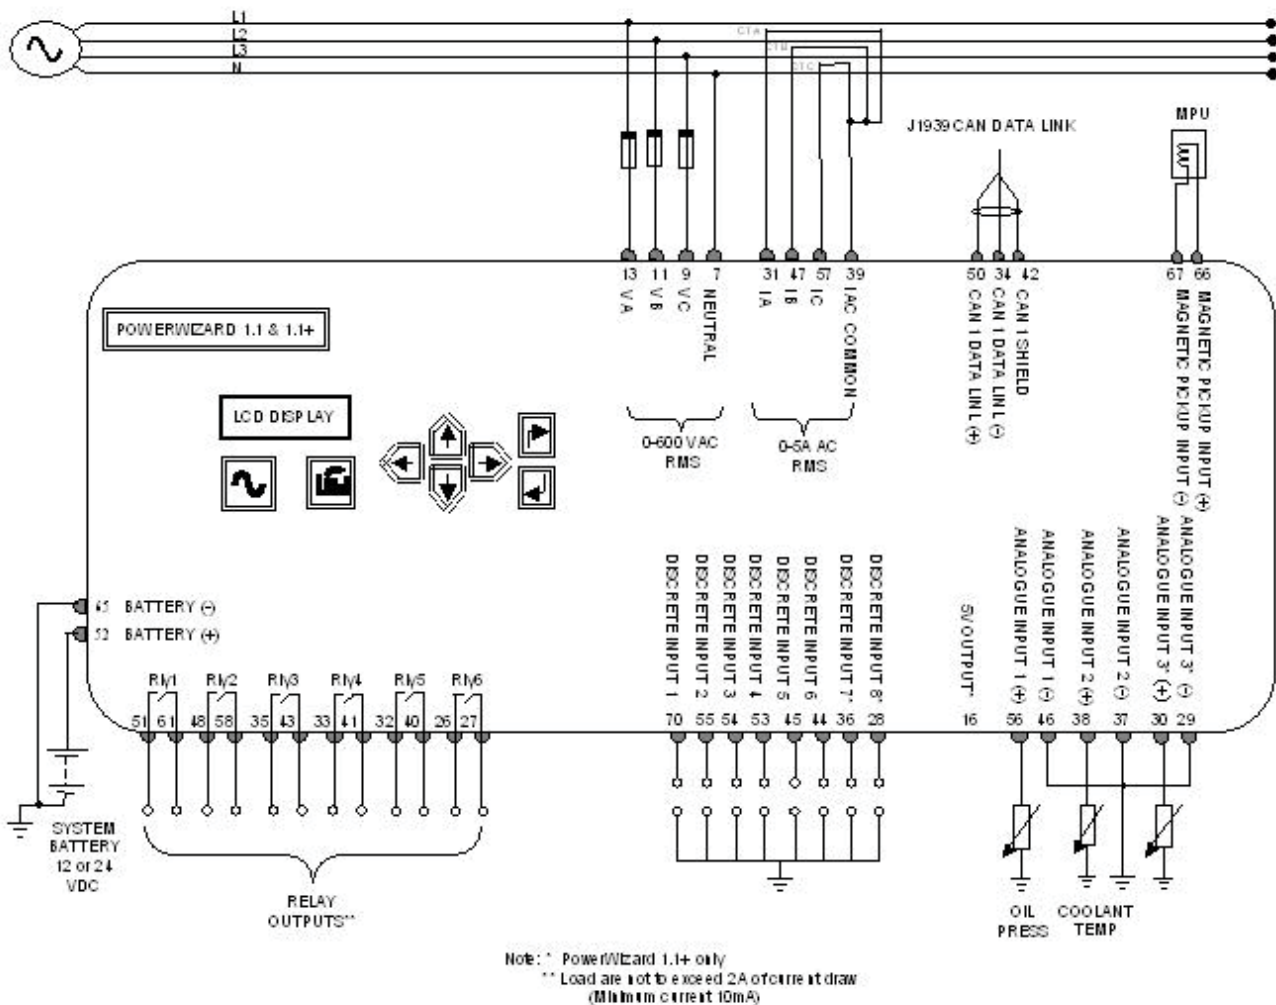 L1
L2
L3
N
CTA
CTB
CTC
J1939 CAN DATA LINK
MPU
13 11 9 7 31 47 57 39 50 34 42 67 66
VA
VB
VC
NEUTRAL
IA
IB
IC
IAC COMMON
CAN 1 DATA LINL (+)
CAN 1 DATA LINL (-)
CAN 1 SHIELD
MAGNETIC PICKUP INPUT (-)
MAGNETIC PICKUP INPUT (+)
POWERWIZARD 1.1 & 1.1+
LCD DISPLAY
0-600 VAC
RMS
0-5A AC
RMS
65 BATTERY (-)
52 BATTERY (+)
Rly1 Rly2 Rly3 Rly4 Rly5 Rly6
51 61 48 58 35 43 33 41 32 40 26 27
DISCRETE INPUT 1
DISCRETE INPUT 2
DISCRETE INPUT 3
DISCRETE INPUT 4
DISCRETE INPUT 5
DISCRETE INPUT 6
DISCRETE INPUT 7*
DISCRETE INPUT 8*
5V OUTPUT*
ANALOGUE INPUT 1 (+)
ANALOGUE INPUT 1 (-)
ANALOGUE INPUT 2 (+)
ANALOGUE INPUT 2 (-)
ANALOGUE INPUT 3* (+)
ANALOGUE INPUT 3* (-)
70 55 54 53 45 44 36 28 16 56 46 38 37 30 29
SYSTEM
BATTERY
12 or 24
VDC
RELAY
OUTPUTS**
OIL
PRESS
COOLANT
TEMP
Note: * PowerWizard 1.1+ only
** Load are not to exceed 2A of current draw
(Minimum current 10mA)